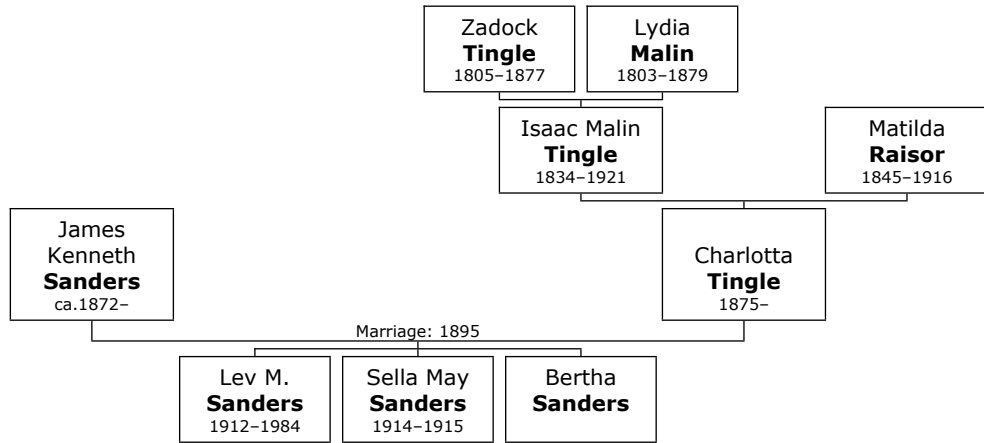 Zadock
Tingle
1805–1877
Lydia
Malin
1803–1879
Isaac Malin
Tingle
1834–1921
Matilda
Raisor
1845–1916
James
Kenneth
Sanders
ca.1872–
Charlotta
Tingle
1875–
Marriage: 1895
Lev M.
Sanders
1912–1984
Sella May
Sanders
1914–1915
Bertha
Sanders